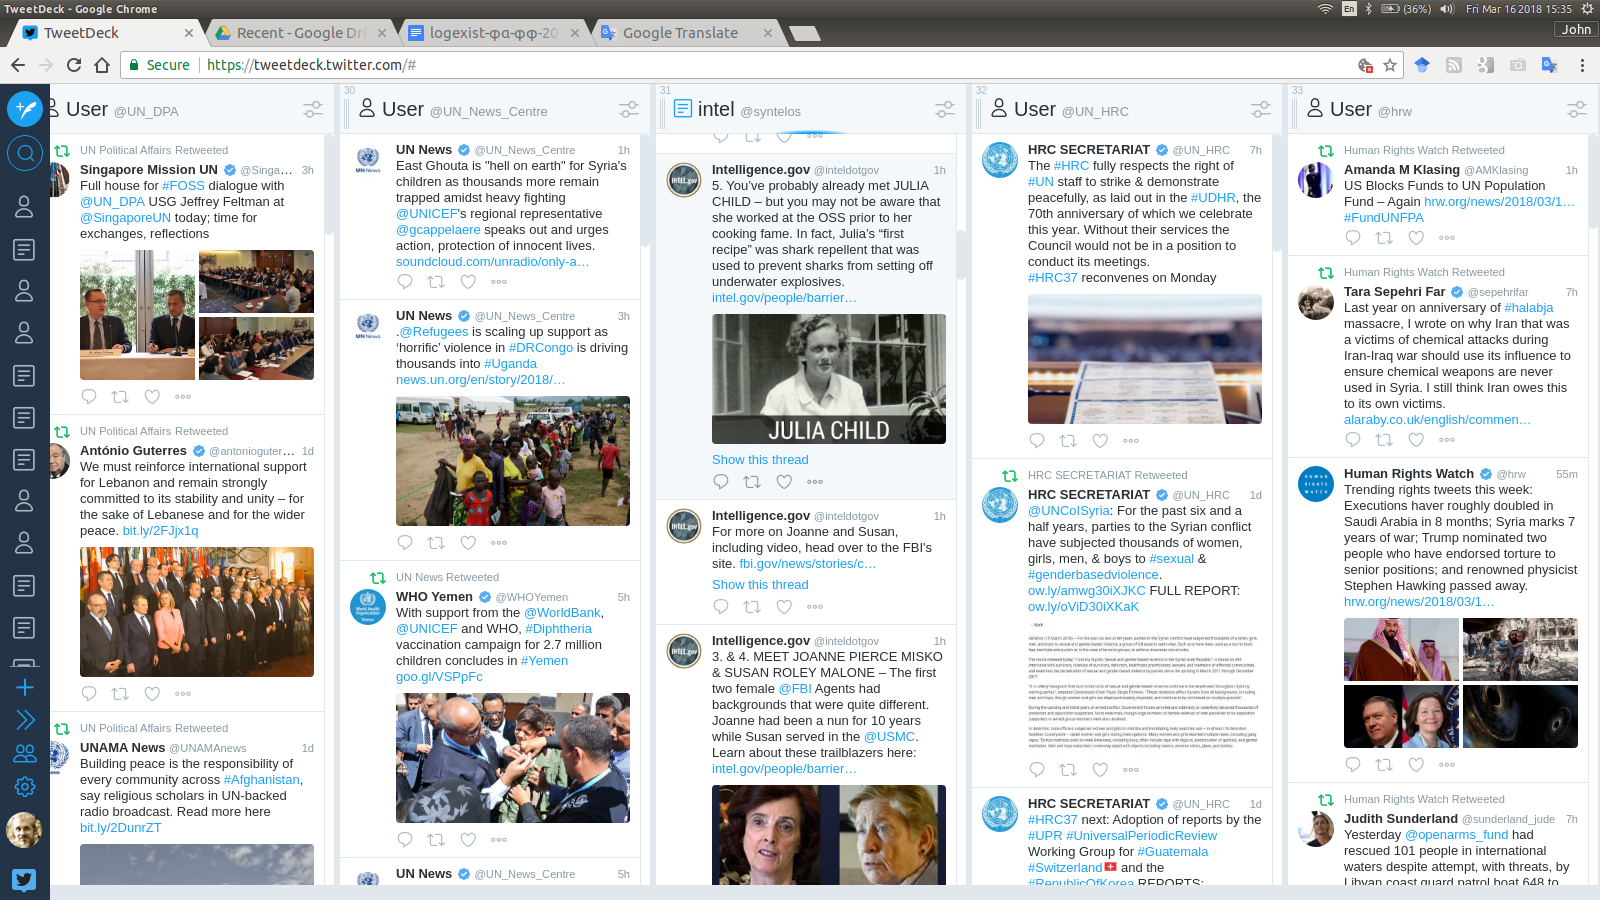 TweetDeck - Google Chrome
En
(36%)
Fri Mar 16 2018 15:35
TweetDeck
Recent - Google Dri
logexist-φα-φφ-20
Google Translate
John
Secure
https://tweetdeck.twitter.com/#
User @UN_DPA
UN Political Affairs Retweeted
Singapore Mission UN @Singa… 3h
Full house for #FOSS dialogue with
@UN_DPA USG Jeffrey Feltman at
@SingaporeUN today; time for
exchanges, reflections
UN Political Affairs Retweeted
António Guterres @antonioguter… 1d
We must reinforce international support
for Lebanon and remain strongly
committed to its stability and unity – for
the sake of Lebanese and for the wider
peace. bit.ly/2FJjx1q
UN Political Affairs Retweeted
UNAMA News @UNAMAnews 1d
Building peace is the responsibility of
every community across #Afghanistan,
say religious scholars in UN-backed
radio broadcast. Read more here
bit.ly/2DunrZT
30
User @UN_News_Centre
UN News @UN_News_Centre 1h
East Ghouta is "hell on earth" for Syria's
children as thousands more remain
trapped amidst heavy fighting
@UNICEF's regional representative
@gcappelaere speaks out and urges
action, protection of innocent lives.
soundcloud.com/unradio/only-a…
UN News @UN_News_Centre 3h
.@Refugees is scaling up support as
‘horrific’ violence in #DRCongo is driving
thousands into #Uganda
news.un.org/en/story/2018/…
UN News Retweeted
WHO Yemen @WHOYemen 5h
With support from the @WorldBank,
@UNICEF and WHO, #Diphtheria
vaccination campaign for 2.7 million
children concludes in #Yemen
goo.gl/VSPpFc
UN News @UN_News_Centre 5h
31
intel @syntelos
Intelligence.gov @inteldotgov 1h
5. You’ve probably already met JULIA
CHILD – but you may not be aware that
she worked at the OSS prior to her
cooking fame. In fact, Julia’s “first
recipe” was shark repellent that was
used to prevent sharks from setting off
underwater explosives.
intel.gov/people/barrier…
JULIA CHILD
Show this thread
Intelligence.gov @inteldotgov 1h
For more on Joanne and Susan,
including video, head over to the FBI's
site. fbi.gov/news/stories/c…
Show this thread
Intelligence.gov @inteldotgov 1h
3. & 4. MEET JOANNE PIERCE MISKO
& SUSAN ROLEY MALONE – The first
two female @FBI Agents had
backgrounds that were quite different.
Joanne had been a nun for 10 years
while Susan served in the @USMC.
Learn about these trailblazers here:
intel.gov/people/barrier…
32
User @UN_HRC
HRC SECRETARIAT @UN_HRC 7h
The #HRC fully respects the right of
#UN staff to strike & demonstrate
peacefully, as laid out in the #UDHR, the
70th anniversary of which we celebrate
this year. Without their services the
Council would not be in a position to
conduct its meetings.
#HRC37 reconvenes on Monday
HRC SECRETARIAT Retweeted
HRC SECRETARIAT @UN_HRC 1d
@UNCoISyria: For the past six and a
half years, parties to the Syrian conflict
have subjected thousands of women,
girls, men, & boys to #sexual &
#genderbasedviolence.
ow.ly/amwg30iXJKC FULL REPORT:
ow.ly/oViD30iXKaK
HRC SECRETARIAT @UN_HRC 1d
#HRC37 next: Adoption of reports by the
#UPR #UniversalPeriodicReview
Working Group for #Guatemala
#Switzerland and the
#RepublicOfKorea REPORTS:
33
User @hrw
Human Rights Watch Retweeted
Amanda M Klasing @AMKlasing 1h
US Blocks Funds to UN Population
Fund – Again hrw.org/news/2018/03/1…
#FundUNFPA
Human Rights Watch Retweeted
Tara Sepehri Far @sepehrifar 7h
Last year on anniversary of #halabja
massacre, I wrote on why Iran that was
a victims of chemical attacks during
Iran-Iraq war should use its influence to
ensure chemical weapons are never
used in Syria. I still think Iran owes this
to its own victims.
alaraby.co.uk/english/commen…
Human Rights Watch @hrw 55m
Trending rights tweets this week:
Executions haver roughly doubled in
Saudi Arabia in 8 months; Syria marks 7
years of war; Trump nominated two
people who have endorsed torture to
senior positions; and renowned physicist
Stephen Hawking passed away.
hrw.org/news/2018/03/1…
Human Rights Watch Retweeted
Judith Sunderland @sunderland_jude 7h
Yesterday @openarms_fund had
rescued 101 people in international
waters despite attempt, with threats, by
Libyan coast guard patrol boat 648 to